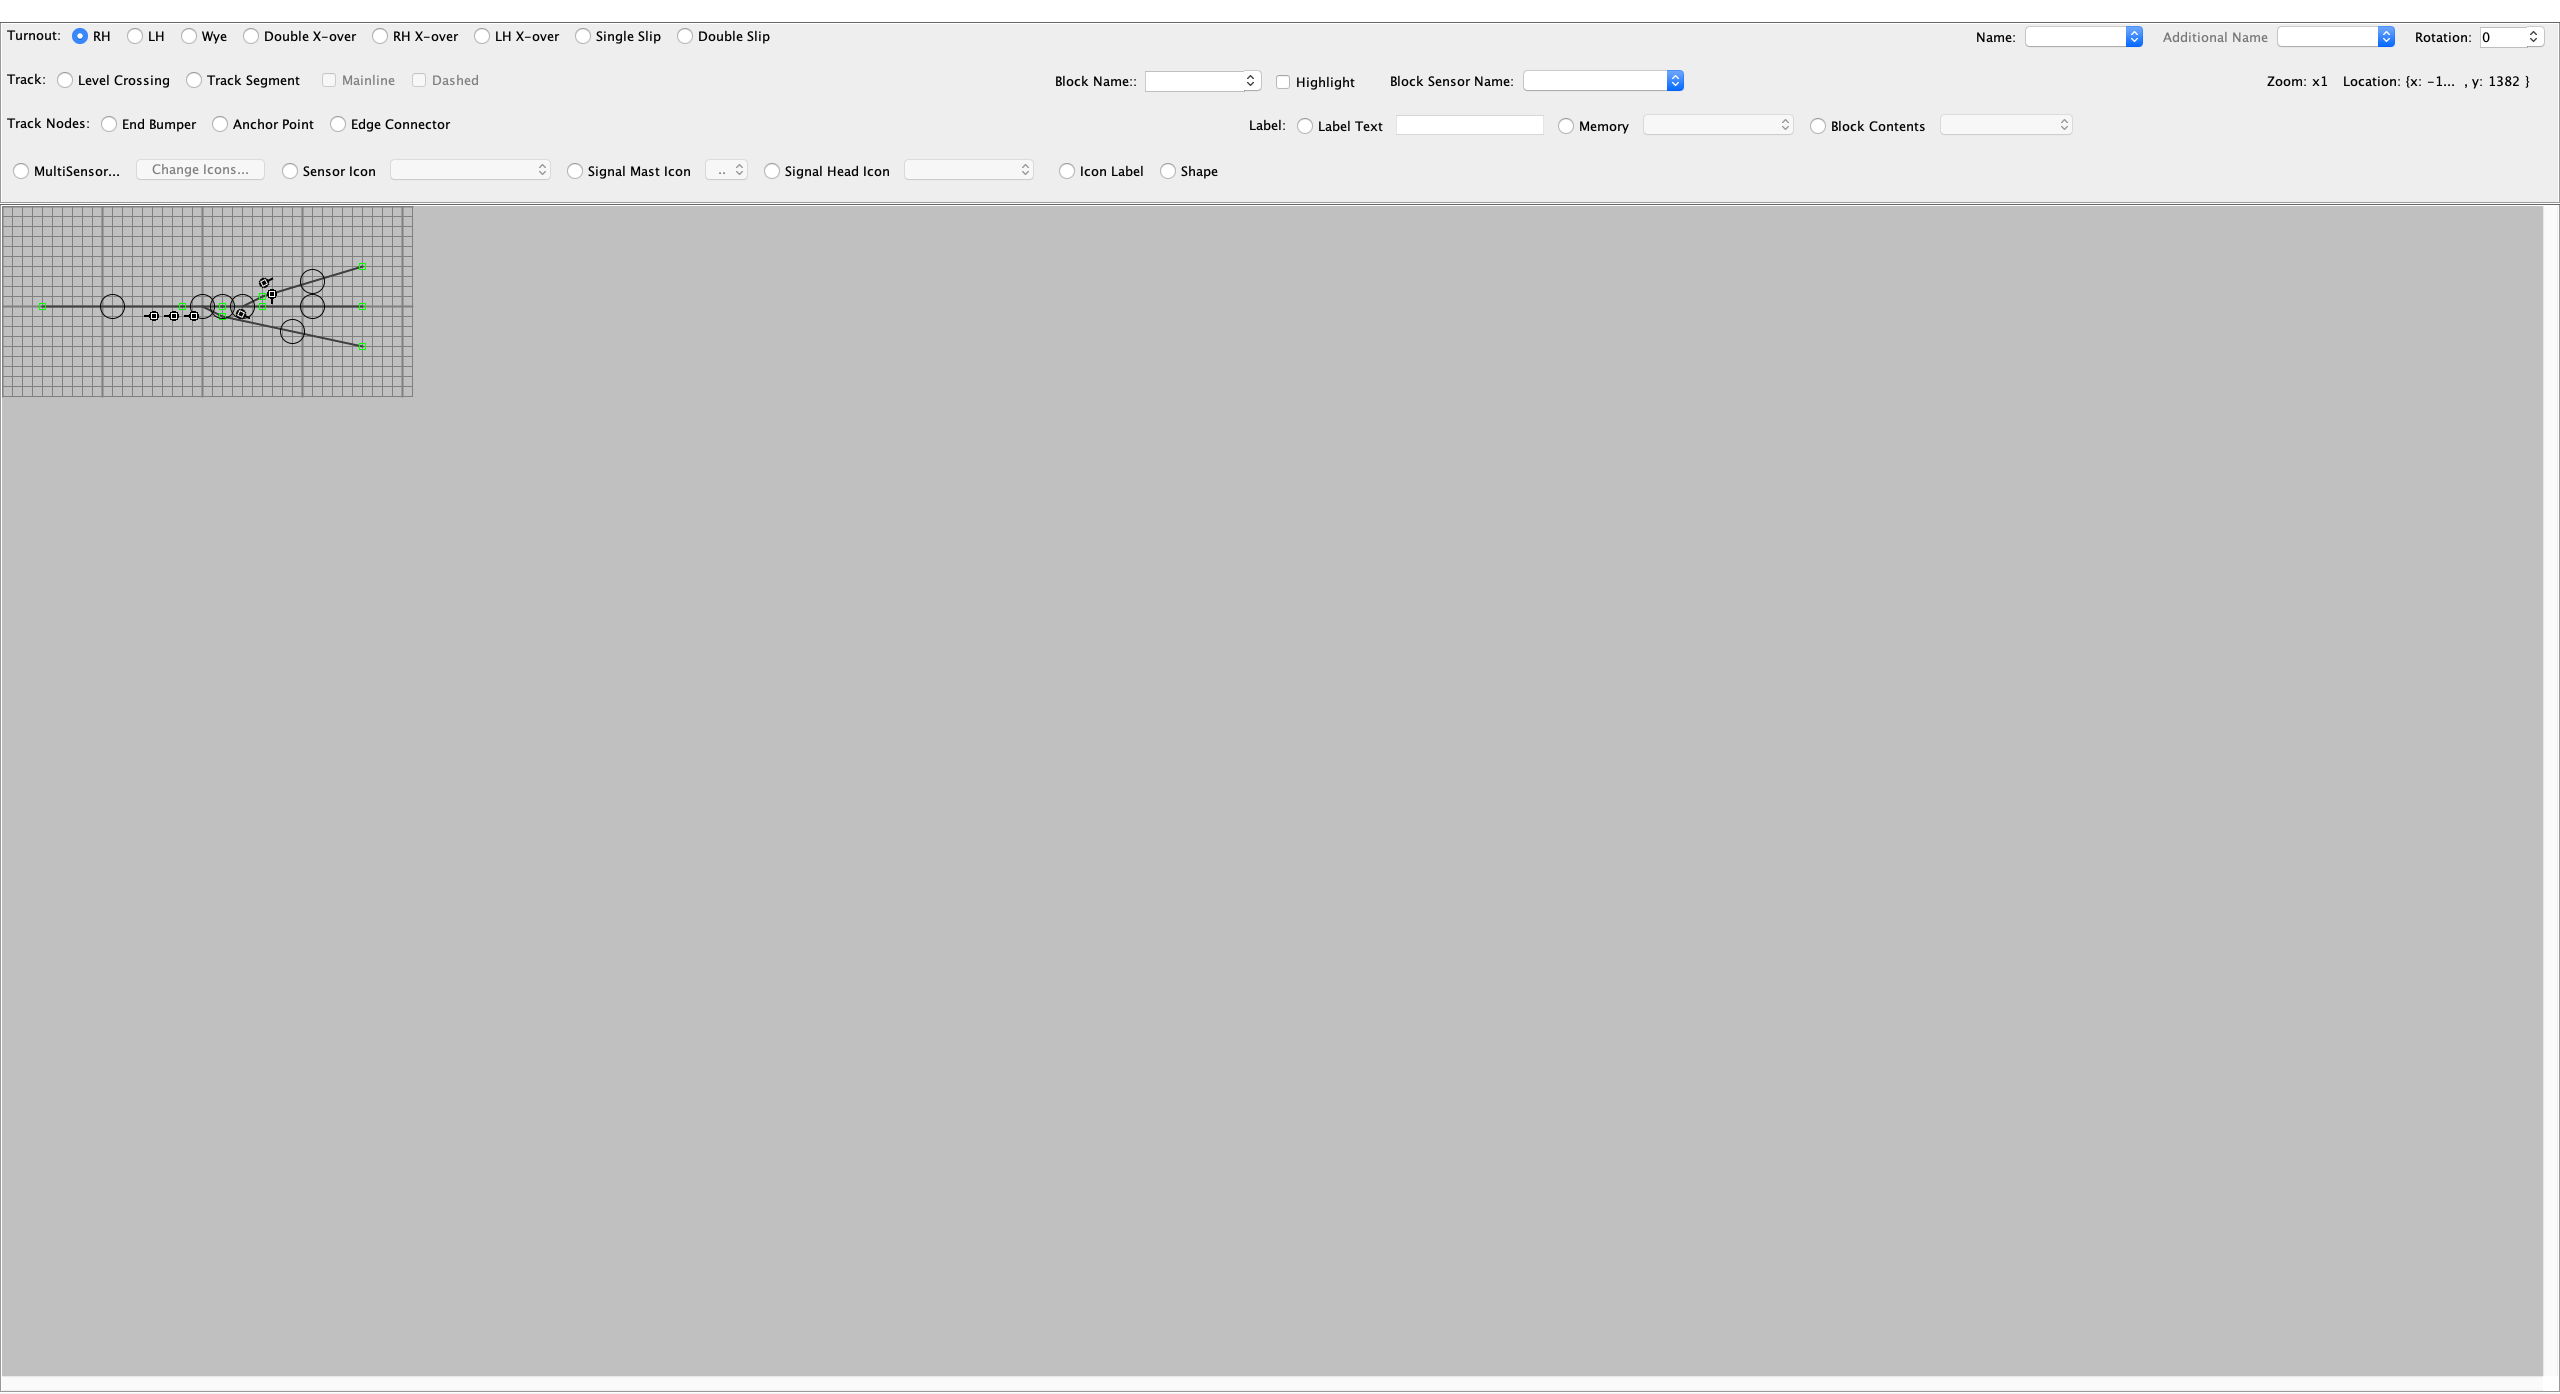 Turnout: RH LH Wye Double X-over RH X-over LH X-over Single Slip Double Slip Name: Additional Name Rotation: 0
Track: Level Crossing Track Segment Mainline Dashed Block Name:: Highlight Block Sensor Name: Zoom: x1 Location: {x: -1... , y: 1382 }
Track Nodes: End Bumper Anchor Point Edge Connector Label: Label Text Memory Block Contents
MultiSensor... Change Icons... Sensor Icon Signal Mast Icon .. Signal Head Icon Icon Label Shape